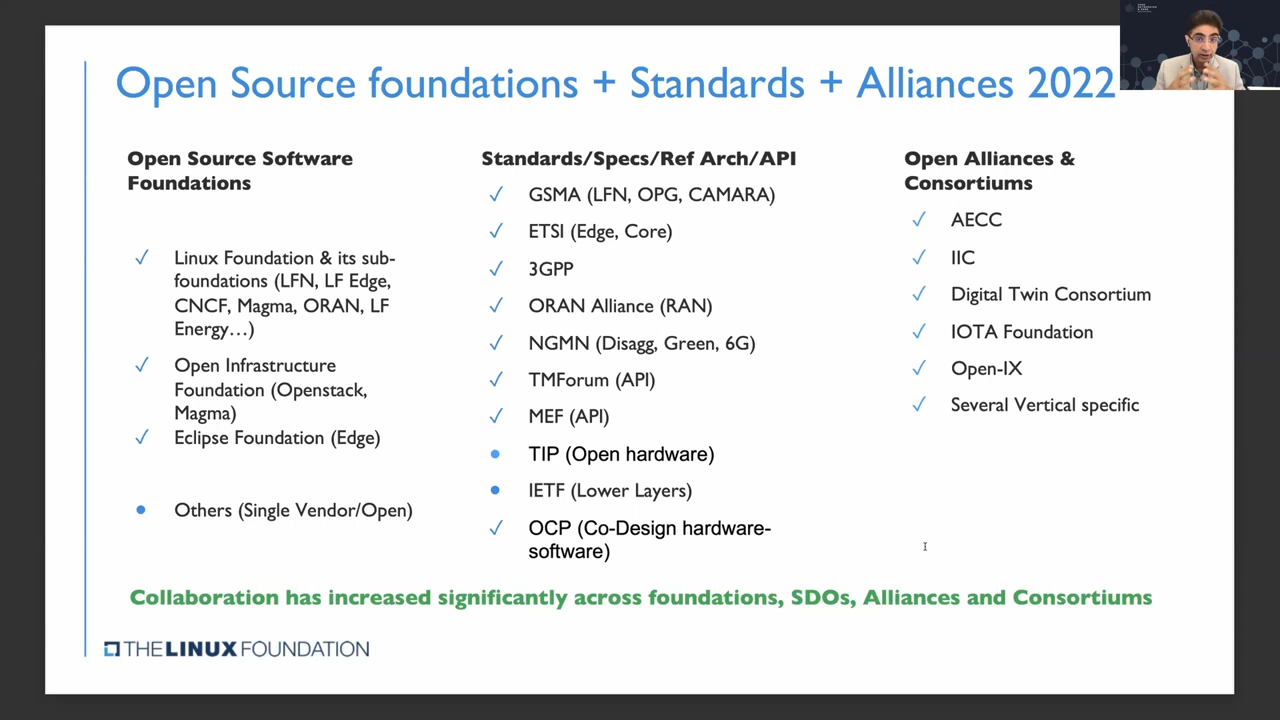 Open Source foundations + Standards + Alliances 2022
Open Source Software
Foundations
✓ Linux Foundation & its sub-
foundations (LFN, LF Edge,
CNCF, Magma, ORAN, LF
Energy…)
✓ Open Infrastructure
Foundation (Openstack,
Magma)
✓ Eclipse Foundation (Edge)
• Others (Single Vendor/Open)
Standards/Specs/Ref Arch/API
✓ GSMA (LFN, OPG, CAMARA)
✓ ETSI (Edge, Core)
✓ 3GPP
✓ ORAN Alliance (RAN)
✓ NGMN (Disagg, Green, 6G)
✓ TMForum (API)
✓ MEF (API)
• TIP (Open hardware)
• IETF (Lower Layers)
✓ OCP (Co-Design hardware-
software)
Open Alliances &
Consortiums
✓ AECC
✓ IIC
✓ Digital Twin Consortium
✓ IOTA Foundation
✓ Open-IX
✓ Several Vertical specific
Collaboration has increased significantly across foundations, SDOs, Alliances and Consortiums
THE LINUX FOUNDATION